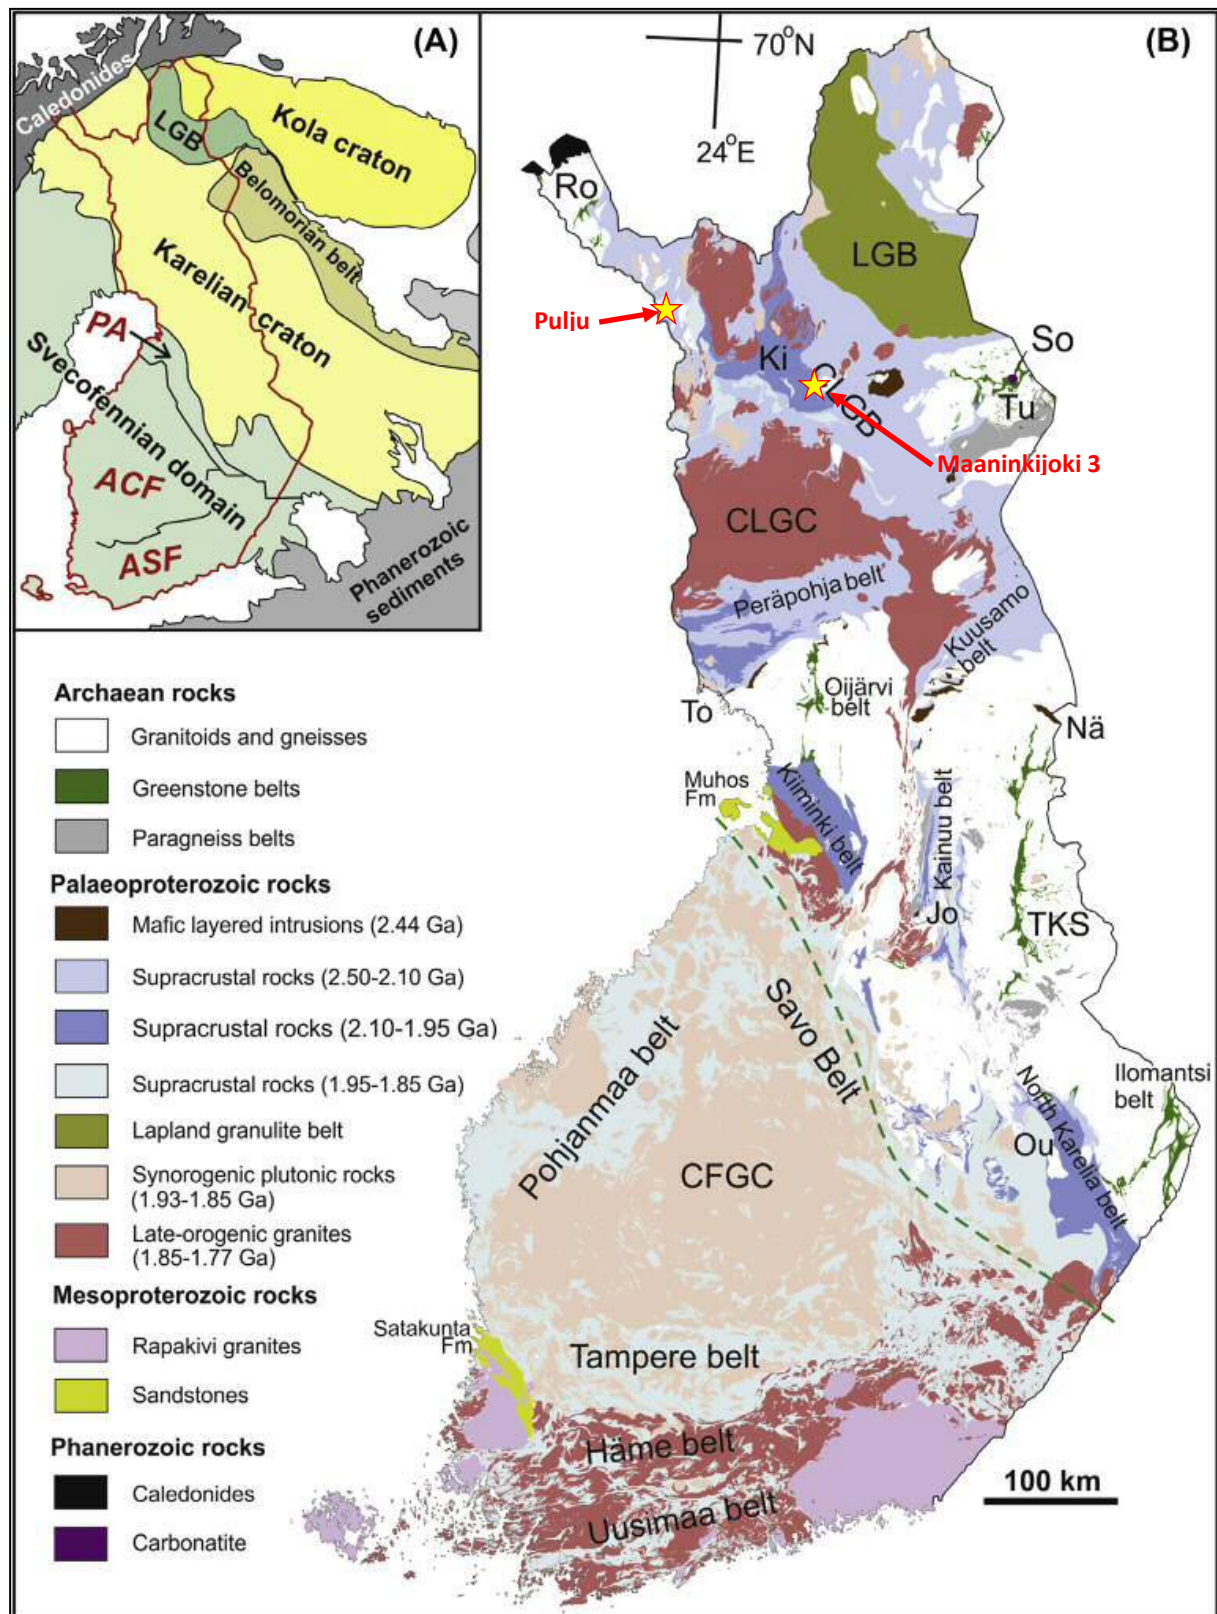 (A)
Caledonides
LGB
Kola craton
Belomorian belt
Karelian craton
PA
Svecofennian domain
ACF
ASF
Phanerozoic
sediments
(B)
70°N
24°E
Ro
LGB
Pulju
Ki
CLGB
So
Tu
Maaninkijoki 3
CLGC
Peräpohja belt
Kuusamo
belt
Oijärvi
belt
To
Nä
Muhos
Fm
Kiiminki belt
Kainuu belt
Jo
TKS
Savo Belt
Pohjanmaa belt
CFGC
Ilomantsi
belt
North Karelia belt
Ou
Satakunta
Fm
Tampere belt
Häme belt
Uusimaa belt
100 km
Archaean rocks
Granitoids and gneisses
Greenstone belts
Paragneiss belts
Palaeoproterozoic rocks
Mafic layered intrusions (2.44 Ga)
Supracrustal rocks (2.50-2.10 Ga)
Supracrustal rocks (2.10-1.95 Ga)
Supracrustal rocks (1.95-1.85 Ga)
Lapland granulite belt
Synorogenic plutonic rocks
(1.93-1.85 Ga)
Late-orogenic granites
(1.85-1.77 Ga)
Mesoproterozoic rocks
Rapakivi granites
Sandstones
Phanerozoic rocks
Caledonides
Carbonatite